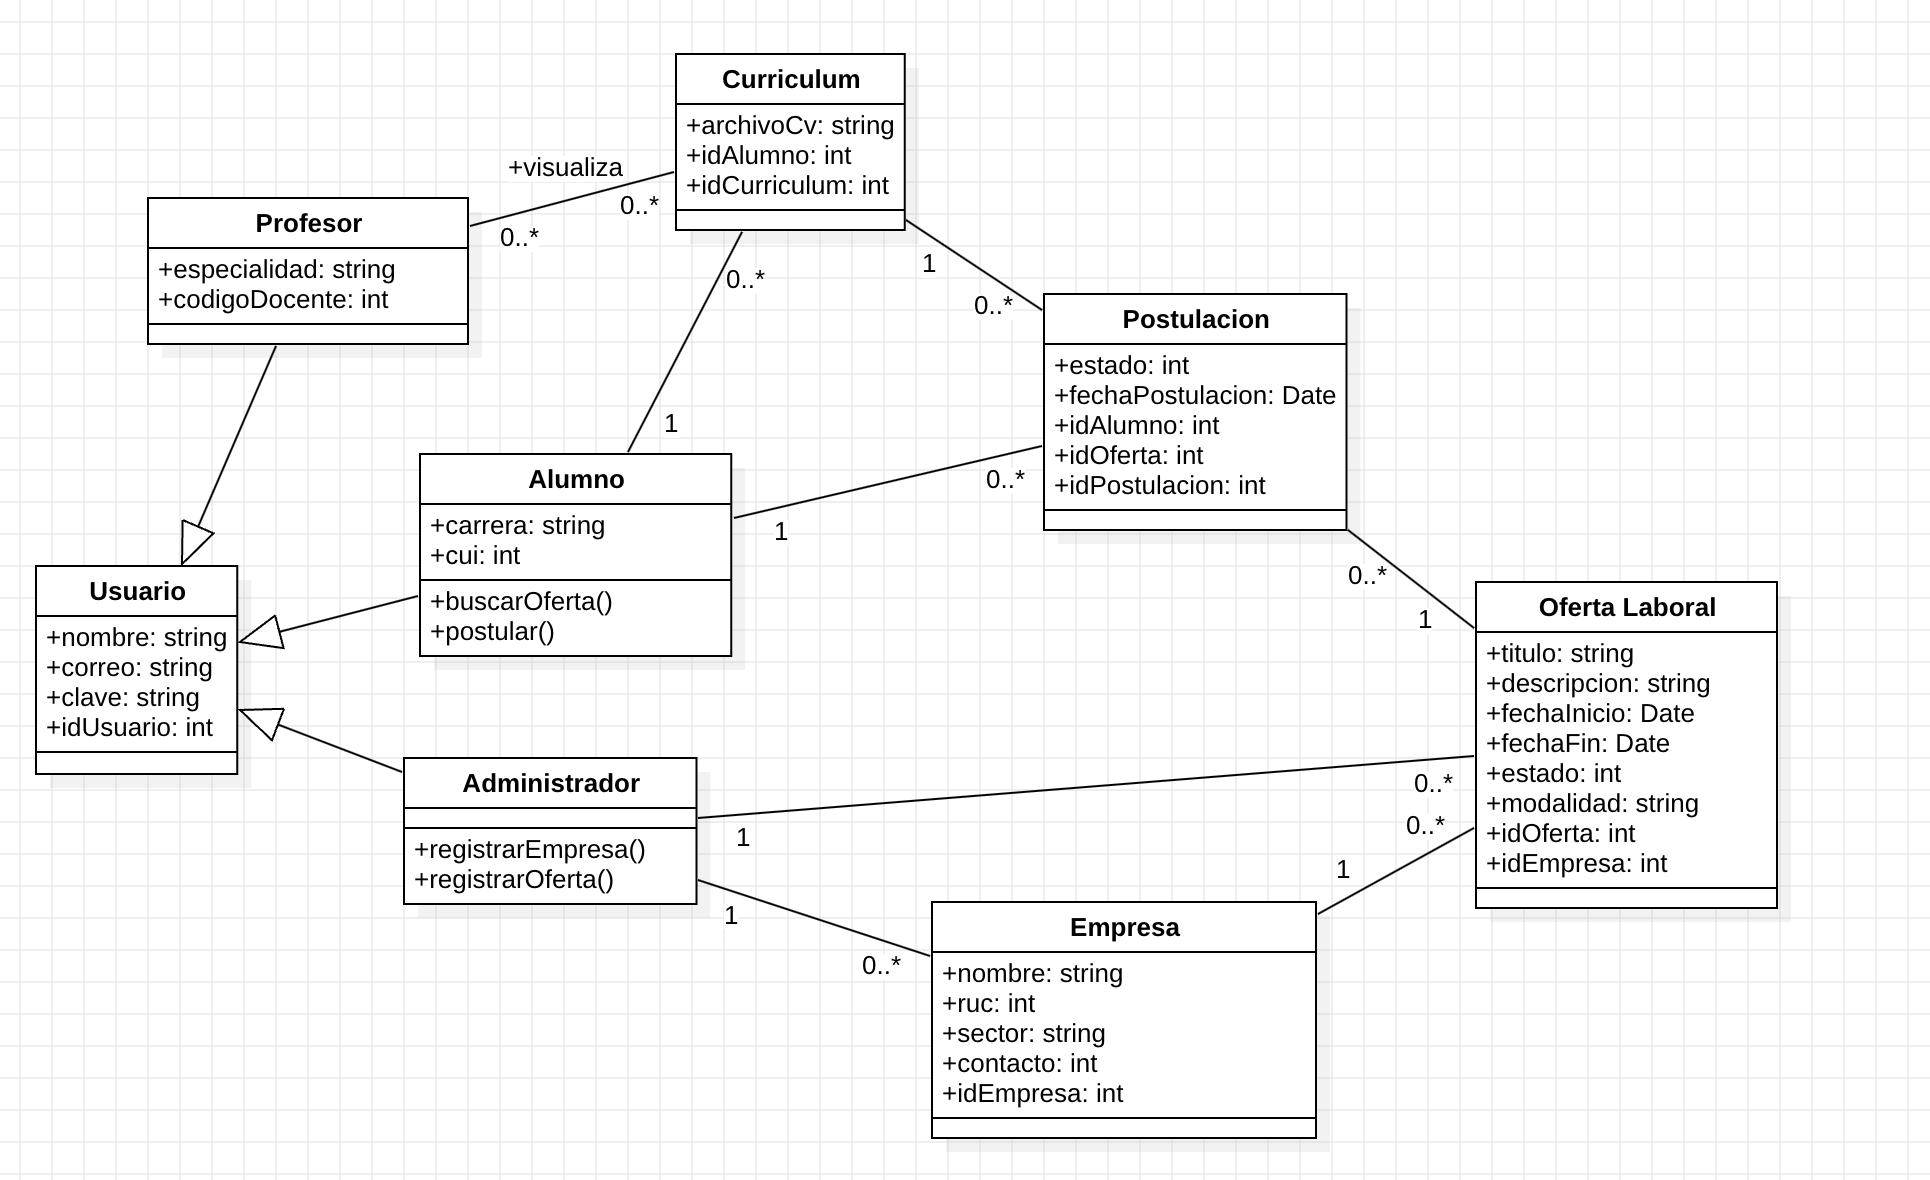 Curriculum
+archivoCv: string
+idAlumno: int
+idCurriculum: int
+visualiza
0..*
0..*
Profesor
+especialidad: string
+codigoDocente: int
0..*
1
1
0..*
Postulacion
+estado: int
+fechaPostulacion: Date
+idAlumno: int
+idOferta: int
+idPostulacion: int
Alumno
+carrera: string
+cui: int
+buscarOferta()
+postular()
0..*
1
0..*
1
Usuario
+nombre: string
+correo: string
+clave: string
+idUsuario: int
Oferta Laboral
+titulo: string
+descripcion: string
+fechaInicio: Date
+fechaFin: Date
+estado: int
+modalidad: string
+idOferta: int
+idEmpresa: int
Administrador
+registrarEmpresa()
+registrarOferta()
0..*
1
0..*
1
1
0..*
Empresa
+nombre: string
+ruc: int
+sector: string
+contacto: int
+idEmpresa: int